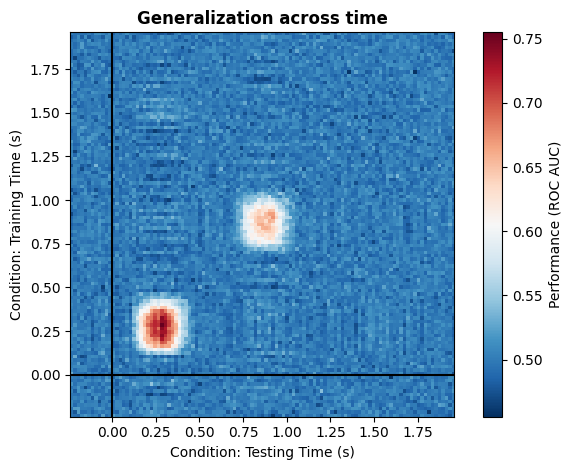 Generalization across time
Condition: Training Time (s)
1.75
1.50
1.25
1.00
0.75
0.50
0.25
0.00
0.00 0.25 0.50 0.75 1.00 1.25 1.50 1.75
Condition: Testing Time (s)
0.75
0.70
0.65
0.60
0.55
0.50
Performance (ROC AUC)